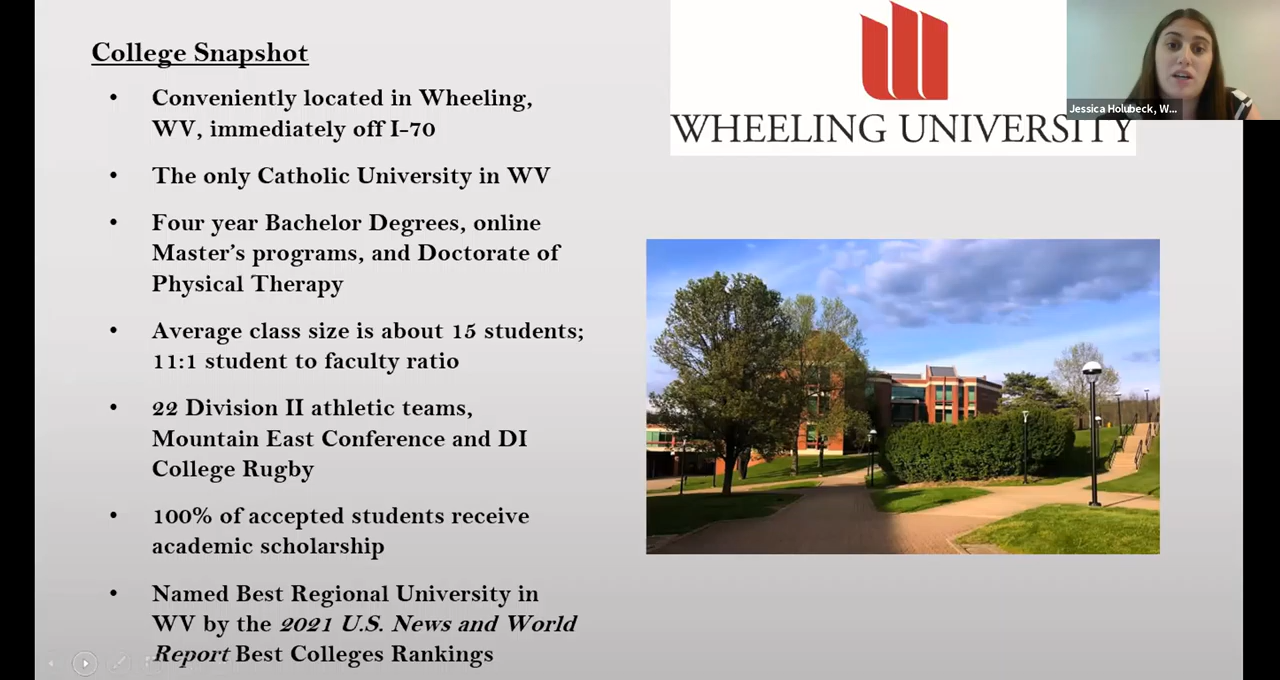 College Snapshot
• Conveniently located in Wheeling,
WV, immediately off I-70
• The only Catholic University in WV
• Four year Bachelor Degrees, online
Master's programs, and Doctorate of
Physical Therapy
• Average class size is about 15 students;
11:1 student to faculty ratio
• 22 Division II athletic teams,
Mountain East Conference and DI
College Rugby
• 100% of accepted students receive
academic scholarship
• Named Best Regional University in
WV by the 2021 U.S. News and World
Report Best Colleges Rankings
WHEELING UNIVERSITY
Jessica Holubeck, W...